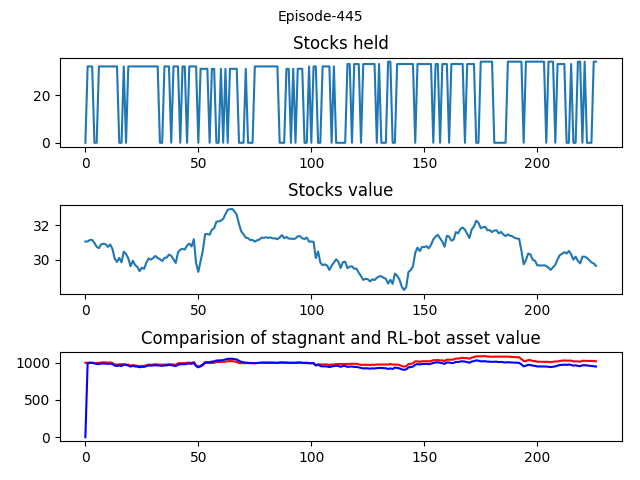 Episode-445
Stocks held
20
0
0 50 100 150 200
Stocks value
32
30
0 50 100 150 200
Comparision of stagnant and RL-bot asset value
1000
500
0
0 50 100 150 200